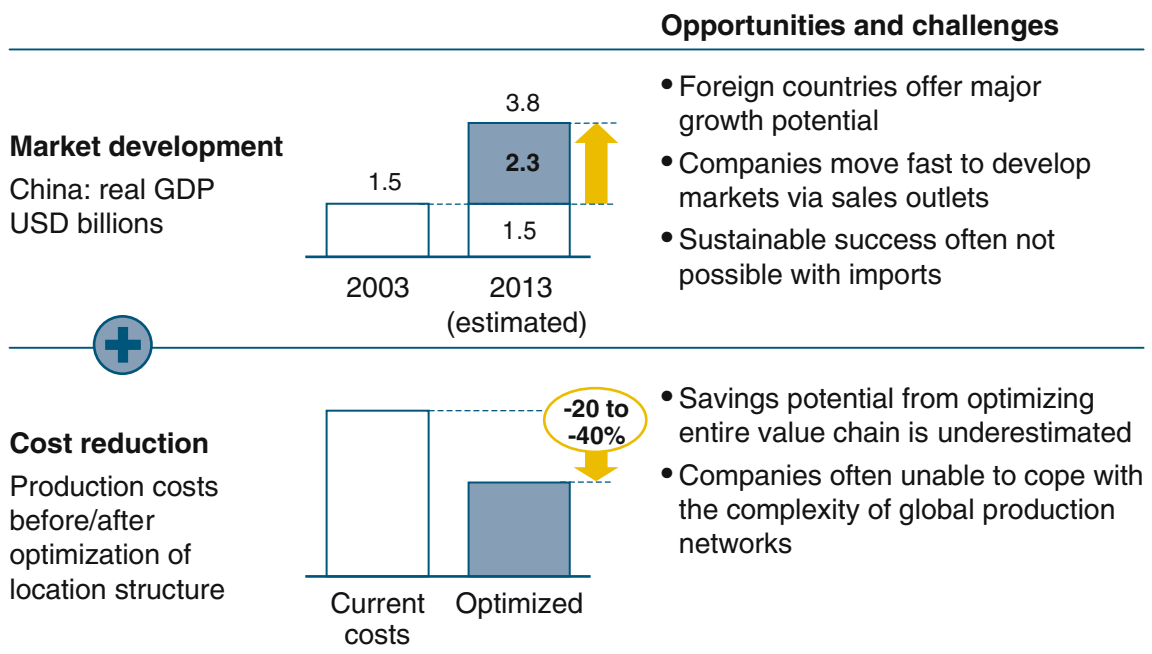 Opportunities and challenges
Market development
China: real GDP
USD billions
1.5
3.8
2.3
1.5
2003
2013
(estimated)
• Foreign countries offer major
growth potential
• Companies move fast to develop
markets via sales outlets
• Sustainable success often not
possible with imports
Cost reduction
Production costs
before/after
optimization of
location structure
-20 to
-40%
Current
costs
Optimized
• Savings potential from optimizing
entire value chain is underestimated
• Companies often unable to cope with
the complexity of global production
networks